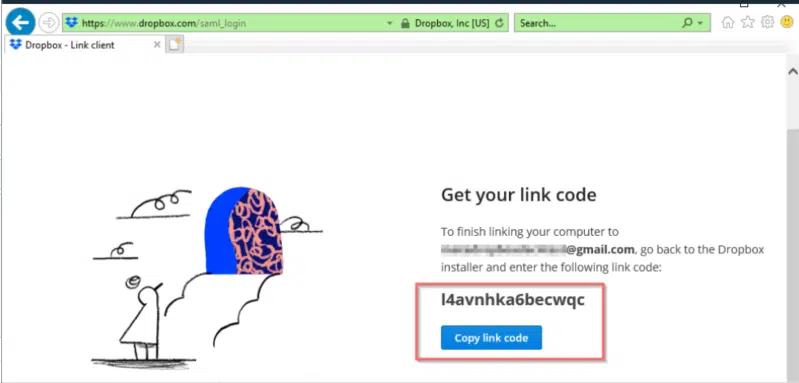 https://www.dropbox.com/saml_login
Dropbox, Inc [US]
Search...
Dropbox - Link client
Get your link code
To finish linking your computer to
@gmail.com, go back to the Dropbox
installer and enter the following link code:
l4avnhka6becwqc
Copy link code